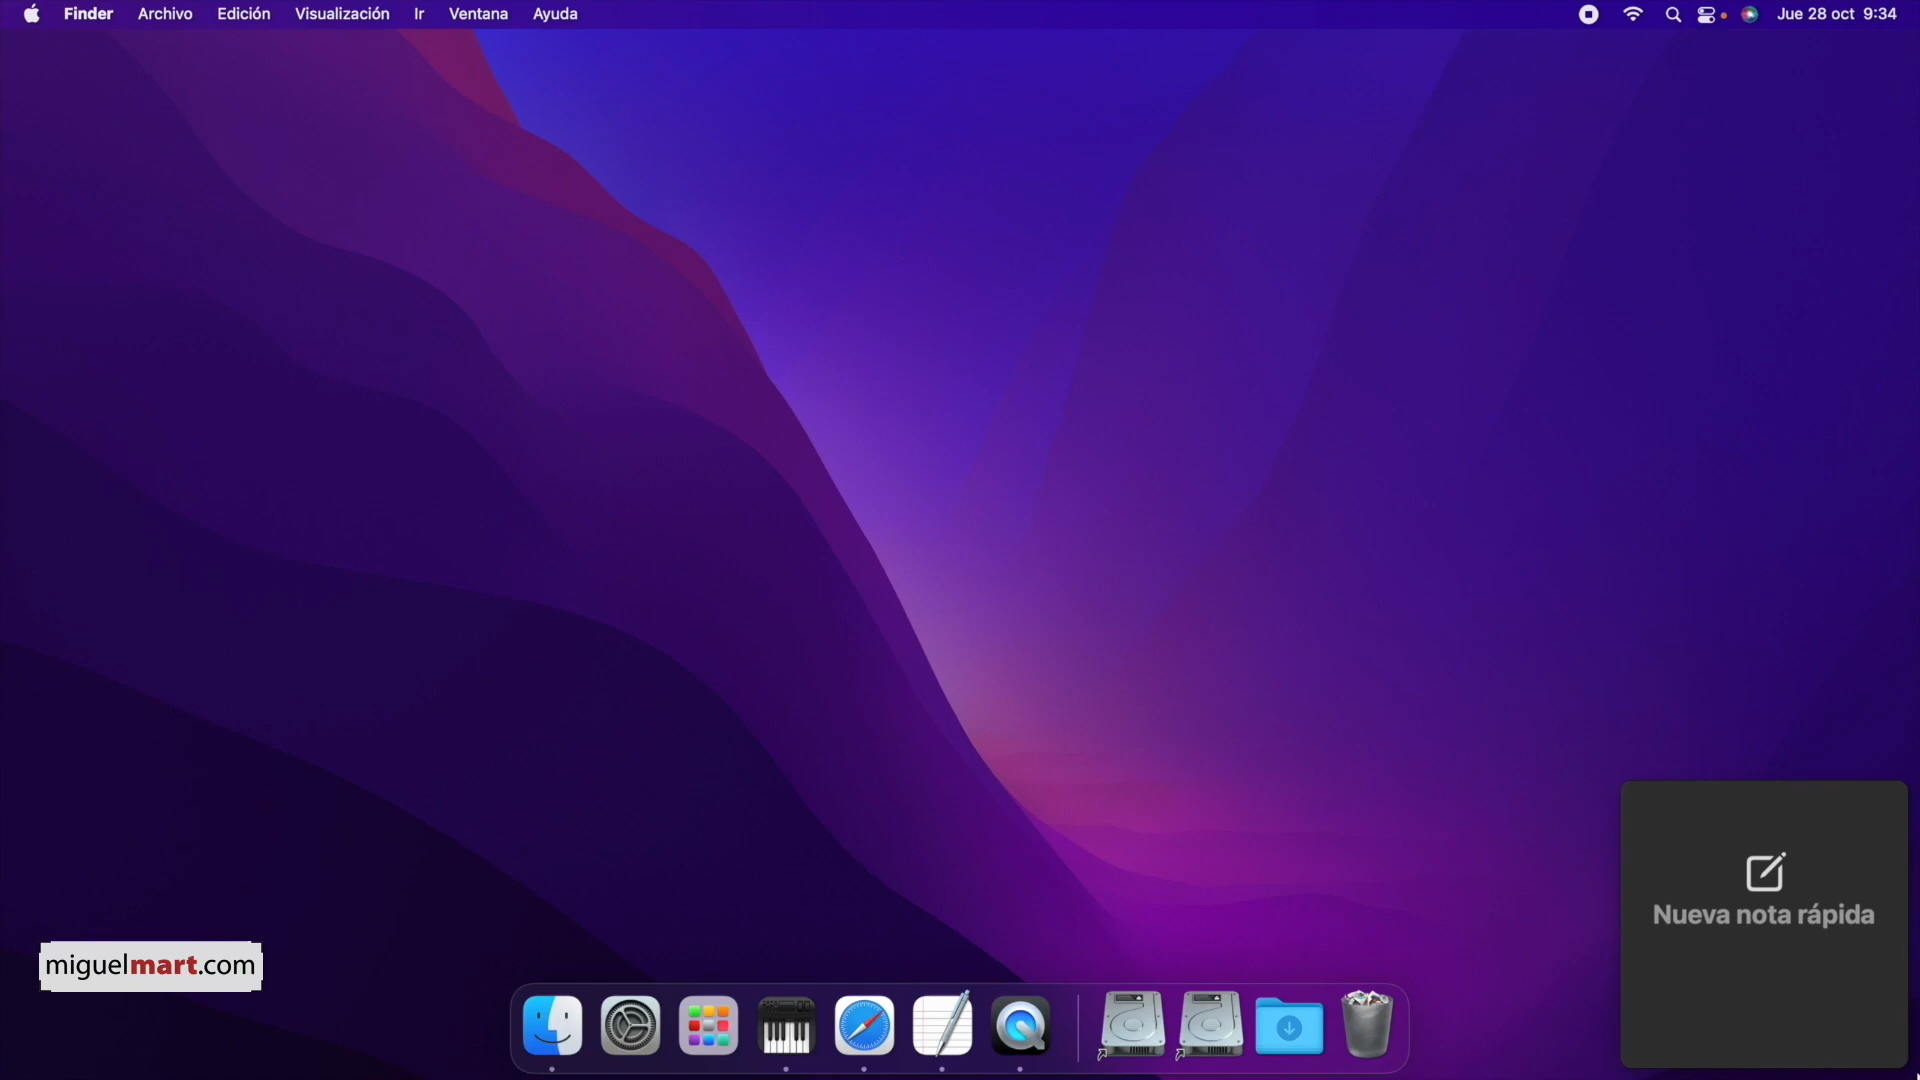 Finder Archivo Edición Visualización Ir Ventana Ayuda Jue 28 oct 9:34
Nueva nota rápida
miguelmart.com